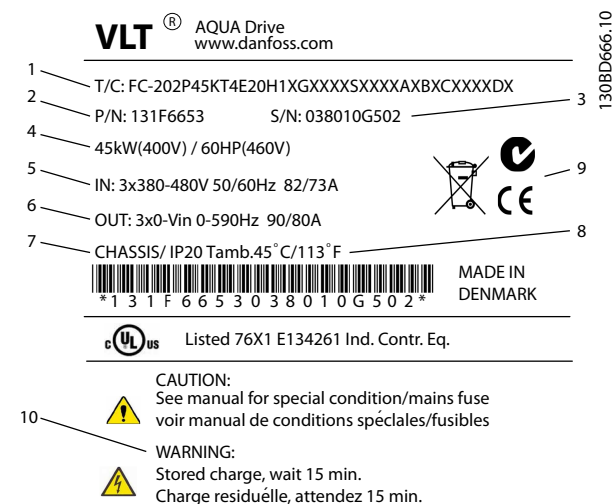 VLT ® AQUA Drive
www.danfoss.com
130BD666.10
1
T/C: FC-202P45KT4E20H1XGXXXXSXXXXAXBXCXXXXDX
2
P/N: 131F6653 S/N: 038010G502
3
4
45kW(400V) / 60HP(460V)
5
IN: 3x380-480V 50/60Hz 82/73A
9
CE
6
OUT: 3x0-Vin 0-590Hz 90/80A
7
CHASSIS/ IP20 Tamb.45˚C/113˚F
8
*131F6653038010G502*
MADE IN
DENMARK
c UL us Listed 76X1 E134261 Ind. Contr. Eq.
CAUTION:
See manual for special condition/mains fuse
voir manual de conditions spéclales/fusibles
10
WARNING:
Stored charge, wait 15 min.
Charge residuélle, attendez 15 min.